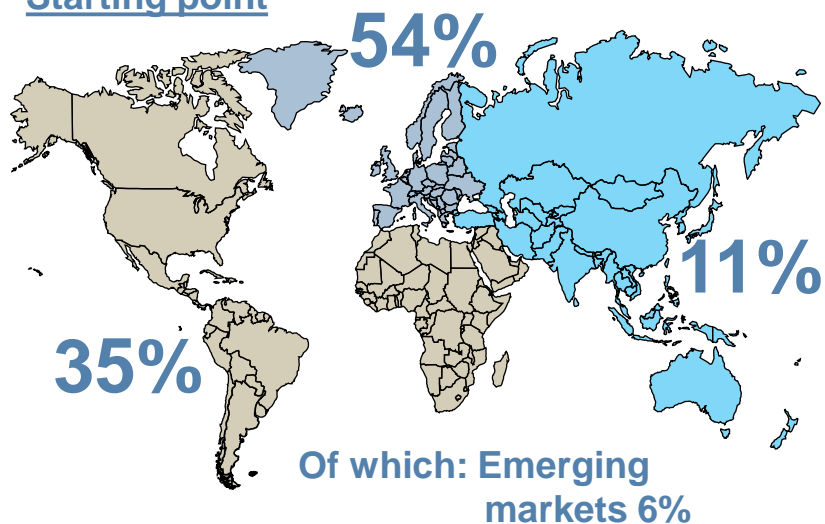 Starting point
54%
11%
35%
Of which: Emerging
markets 6%